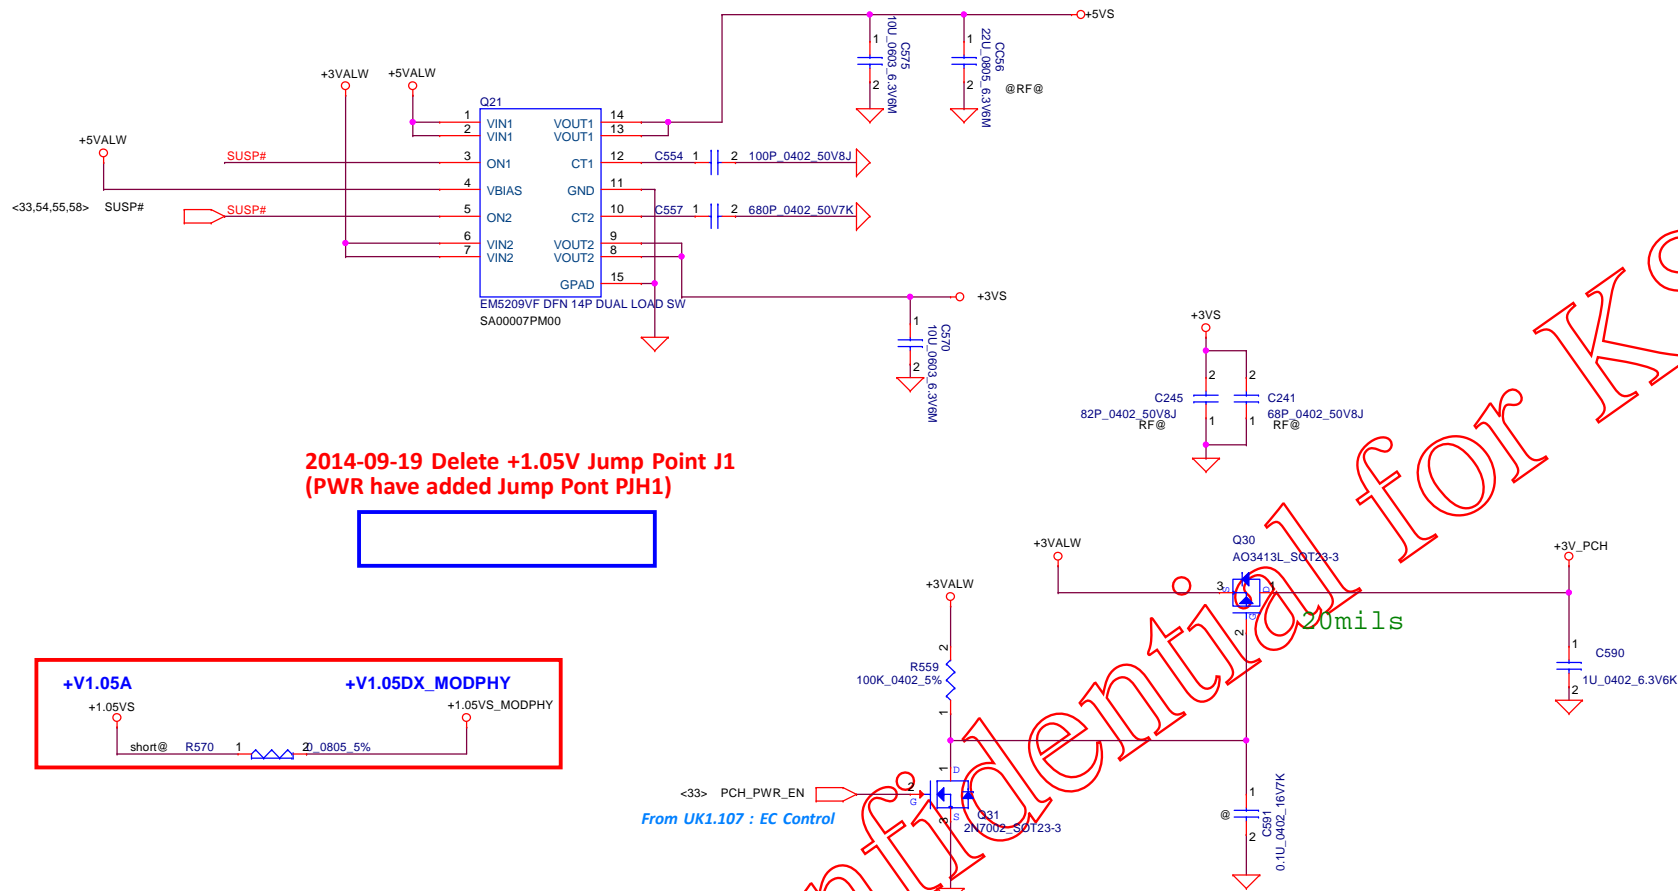 +5VS
1
10U_0603_6.3V6M
C575
2
1
22U_0805_6.3V6M
CC56
2
@RF@
+3VALW
+5VALW
Q21
1 VIN1 VOUT1 14
2 VIN1 VOUT1 13
+5VALW
SUSP#
3 ON1 CT1 12
C554 1 2 100P_0402_50V8J
4 VBIAS GND 11
<33,54,55,58> SUSP#
SUSP#
5 ON2 CT2 10
C557 1 2 680P_0402_50V7K
6 VIN2 VOUT2 9
7 VIN2 VOUT2 8
GPAD 15
EM5209VF DFN 14P DUAL LOAD SW
SA00007PM00
+3VS
1
10U_0603_6.3V6M
C570
2
+3VS
2 2
C245 C241
82P_0402_50V8J 68P_0402_50V8J
1 1
RF@ RF@
2014-09-19 Delete +1.05V Jump Point J1
(PWR have added Jump Pont PJH1)
+3VALW
Q30
AO3413L_SOT23-3
+3V_PCH
3 S D 1
G
2
20mils
+3VALW
2
R559
100K_0402_5%
1
1
C590
1U_0402_6.3V6K
2
+V1.05A +V1.05DX_MODPHY
+1.05VS +1.05VS_MODPHY
short@ R570 1 2 0_0805_5%
1 D
<33> PCH_PWR_EN
2 G
S
3
Q31
2N7002_SOT23-3
From UK1.107 : EC Control
1
@
C591
0.1U_0402_16V7K
2
nfidential for KS